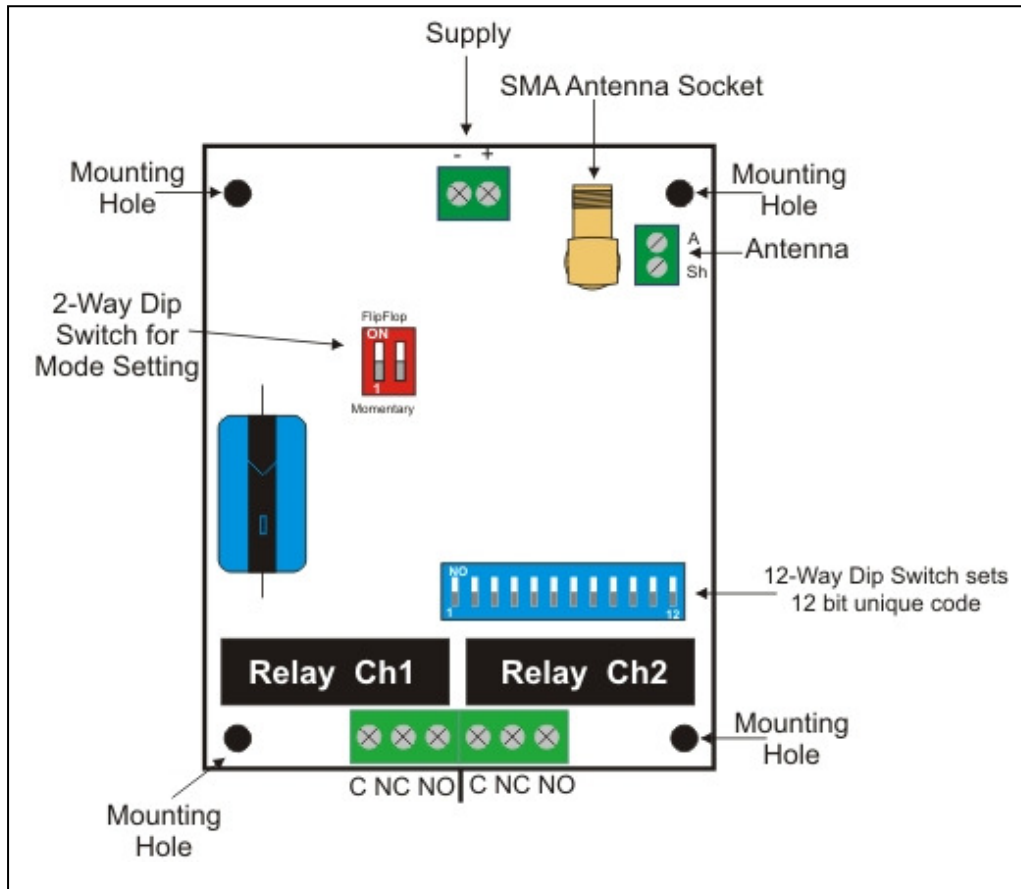 Supply
SMA Antenna Socket
- +
Mounting
Hole
Mounting
Hole
A
Antenna
Sh
2-Way Dip
Switch for
Mode Setting
FlipFlop
ON
1
Momentary
NO
1
12
12-Way Dip Switch sets
12 bit unique code
Relay Ch1
Relay Ch2
Mounting
Hole
C NC NO
C NC NO
Mounting
Hole